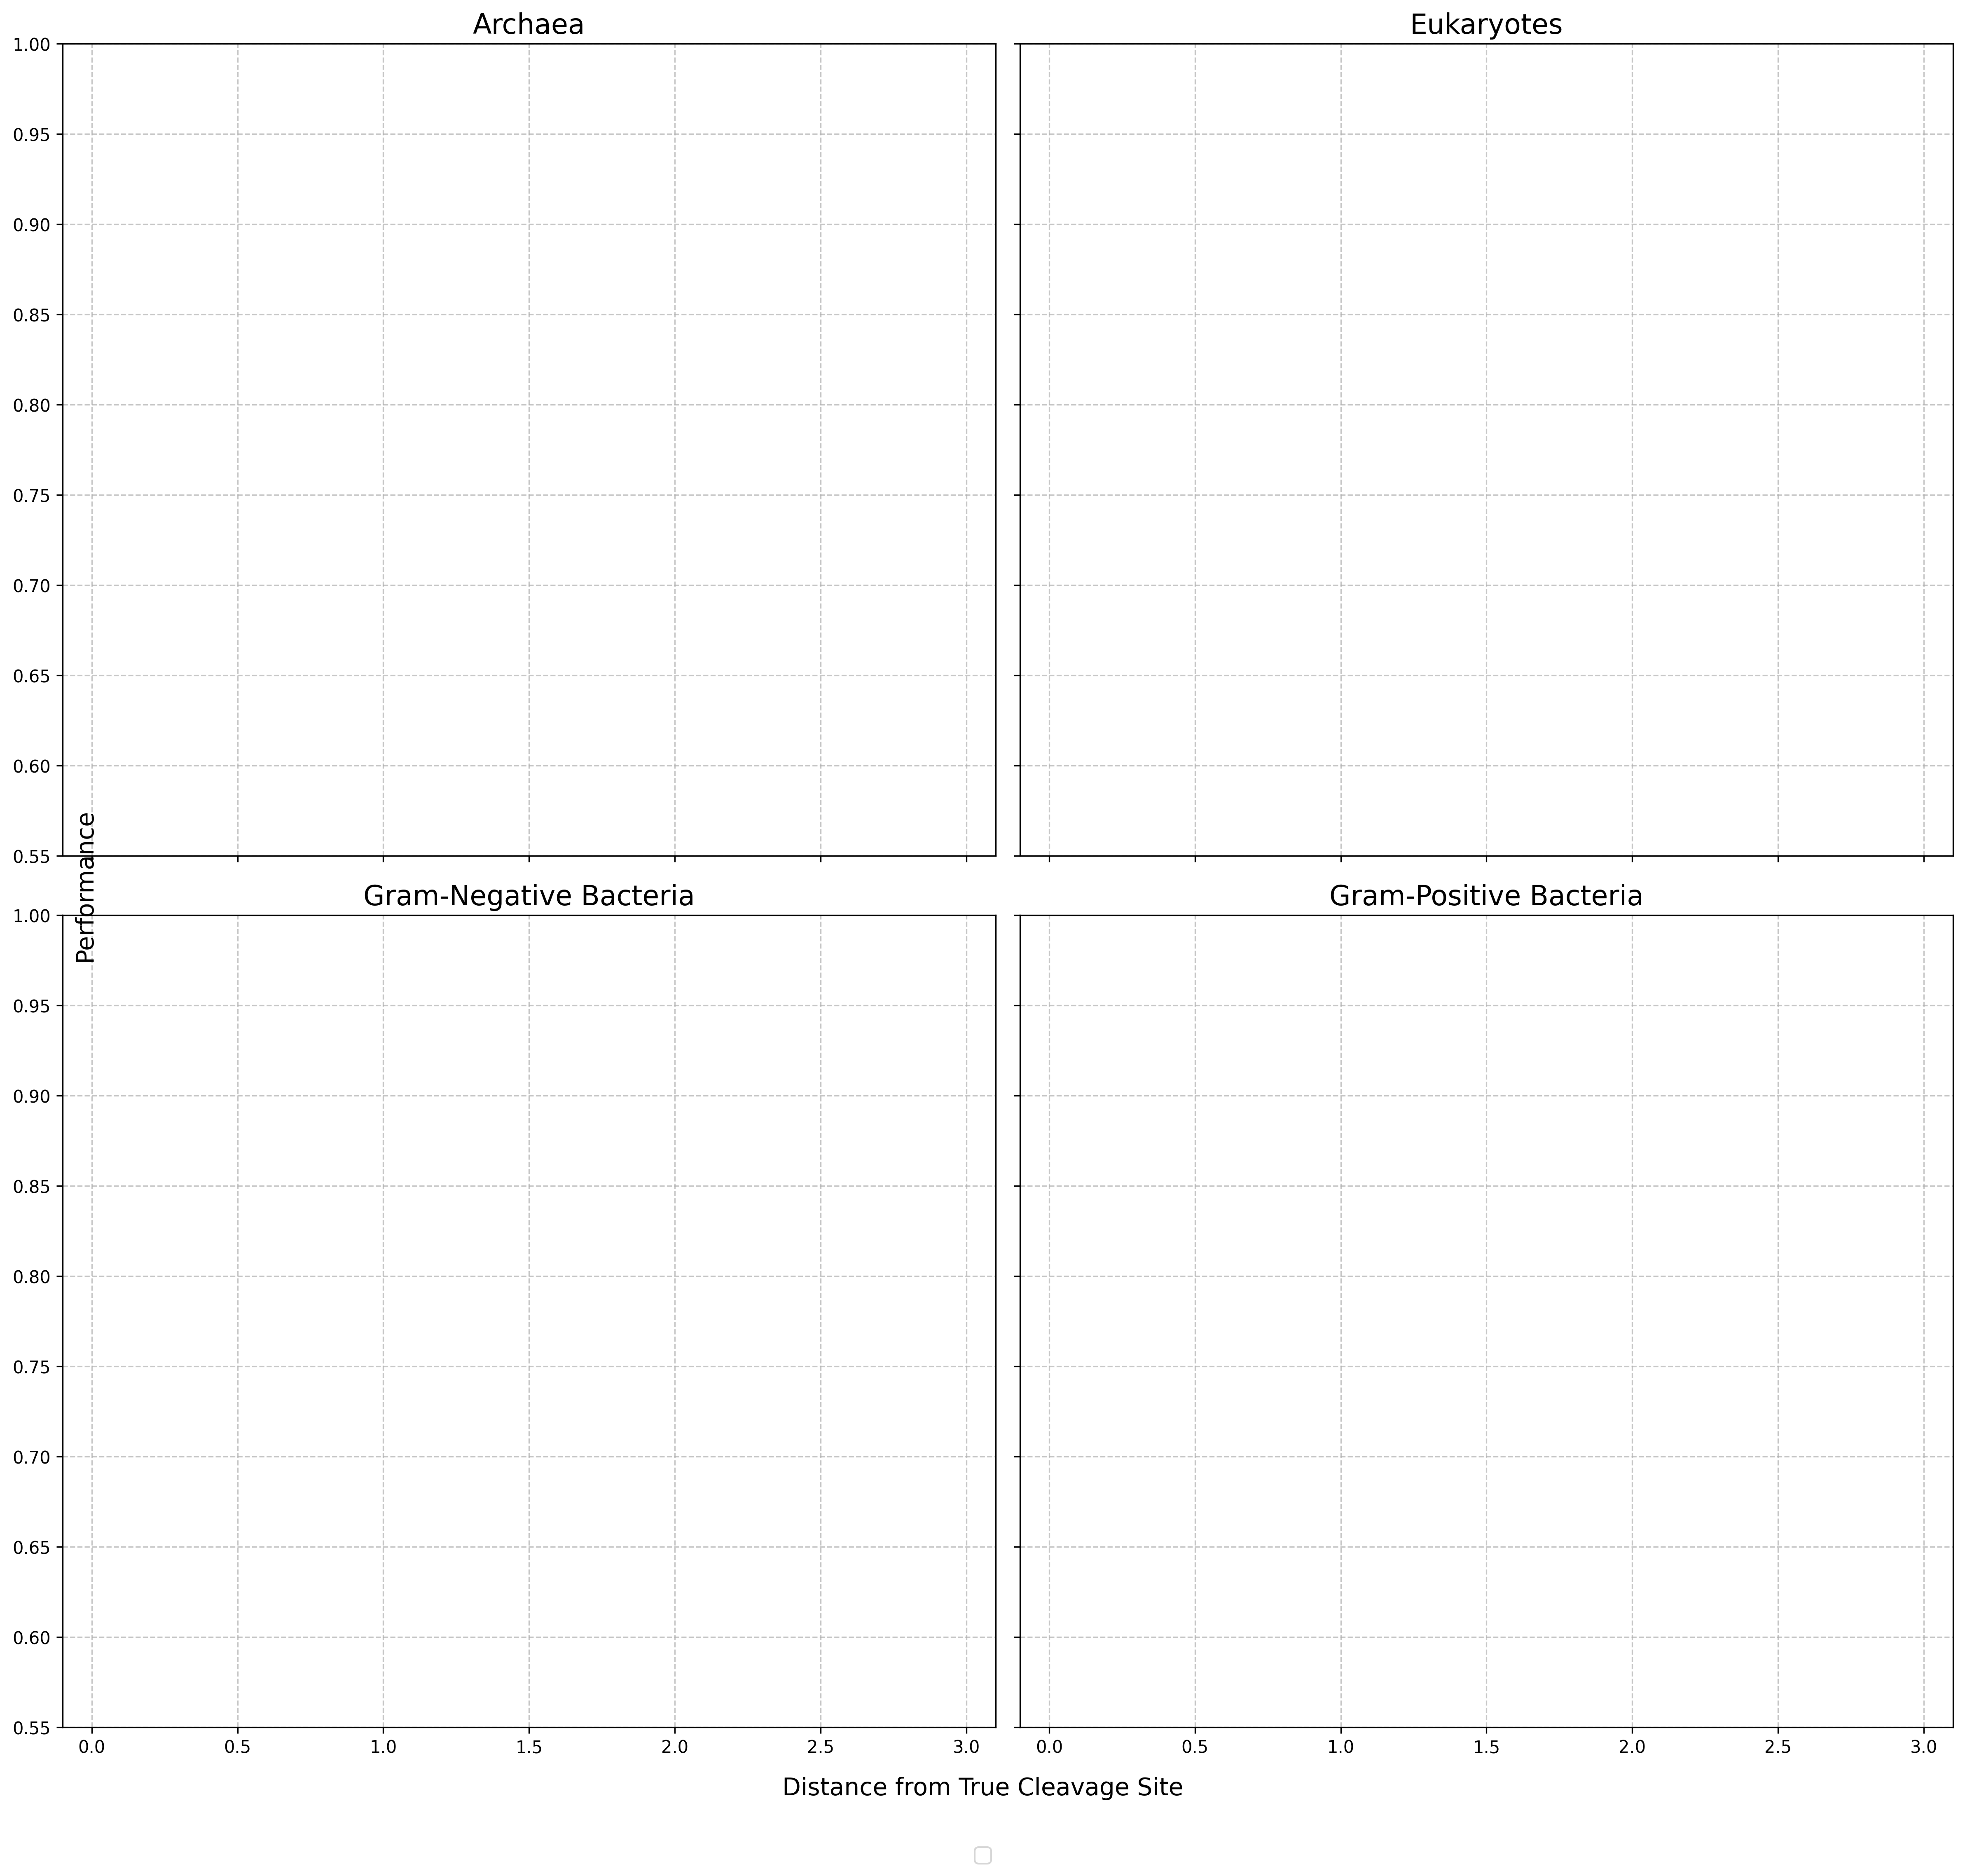 Archaea
Eukaryotes
1.00
0.95
0.90
0.85
0.80
0.75
0.70
0.65
0.60
0.55
Performance
Gram-Negative Bacteria
Gram-Positive Bacteria
1.00
0.95
0.90
0.85
0.80
0.75
0.70
0.65
0.60
0.55
0.0 0.5 1.0 1.5 2.0 2.5 3.0
0.0 0.5 1.0 1.5 2.0 2.5 3.0
Distance from True Cleavage Site